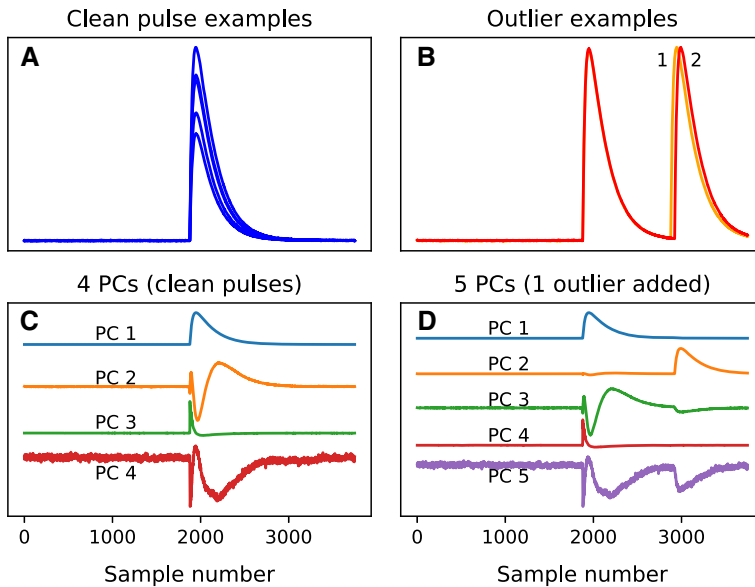 Clean pulse examples
A
Outlier examples
B
1 2
4 PCs (clean pulses)
C
PC 1
PC 2
PC 3
PC 4
0 1000 2000 3000
Sample number
5 PCs (1 outlier added)
D
PC 1
PC 2
PC 3
PC 4
PC 5
0 1000 2000 3000
Sample number